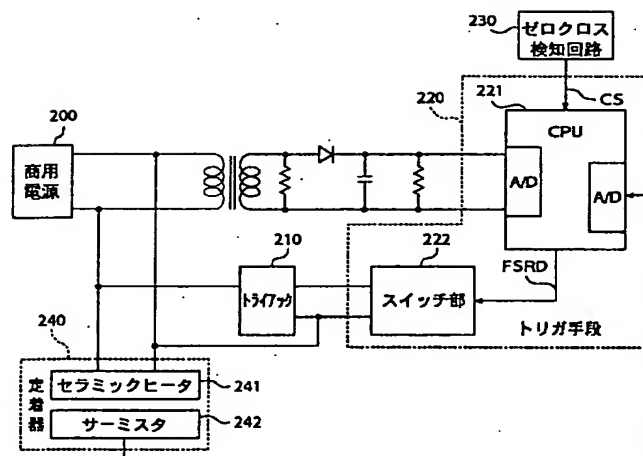 230
ゼロクロス
検知回路
CS
220
221
CPU
A/D
A/D
200
商用
電源
210
トライアック
222
スイッチ部
FSRD
トリガ手段
240
定着器
セラミックヒータ
241
サーミスタ
242